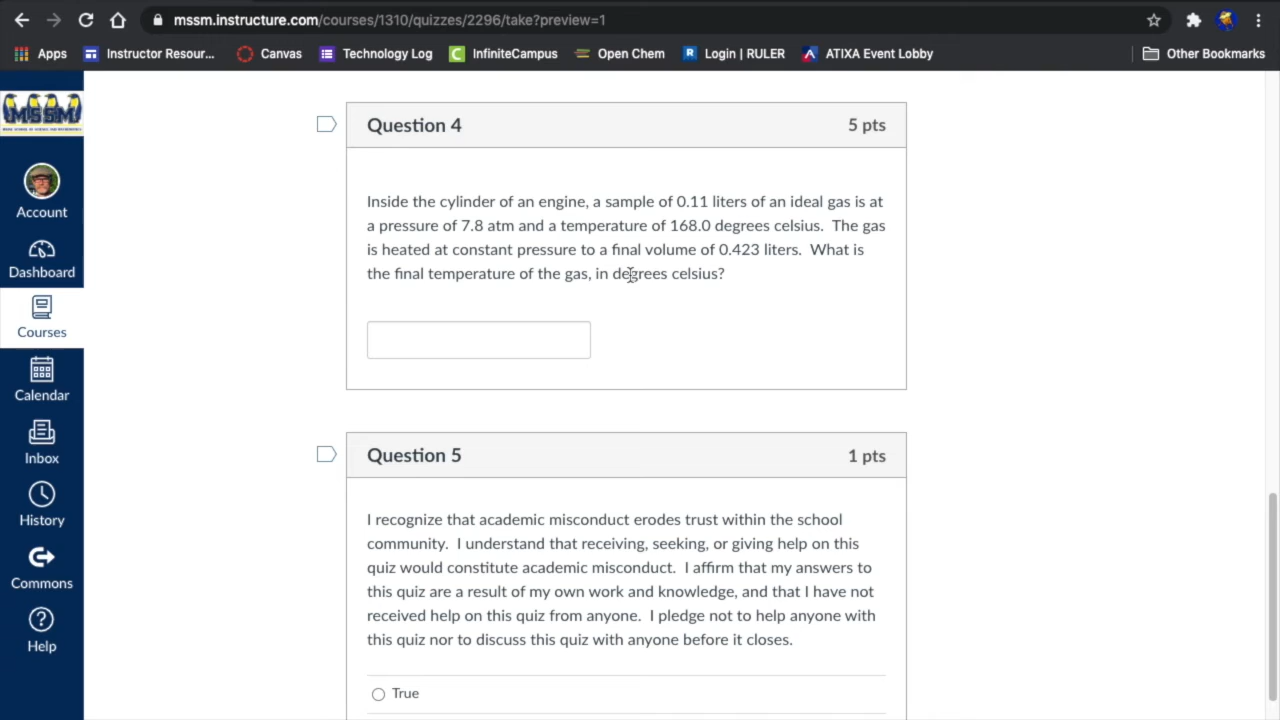 mssm.instructure.com/courses/1310/quizzes/2296/take?preview=1
Apps Instructor Resour... Canvas Technology Log InfiniteCampus Open Chem Login | RULER ATIXA Event Lobby Other Bookmarks
MSSM
Account
Dashboard
Courses
Calendar
Inbox
History
Commons
Help
Question 4 5 pts
Inside the cylinder of an engine, a sample of 0.11 liters of an ideal gas is at
a pressure of 7.8 atm and a temperature of 168.0 degrees celsius. The gas
is heated at constant pressure to a final volume of 0.423 liters. What is
the final temperature of the gas, in degrees celsius?
Question 5 1 pts
I recognize that academic misconduct erodes trust within the school
community. I understand that receiving, seeking, or giving help on this
quiz would constitute academic misconduct. I affirm that my answers to
this quiz are a result of my own work and knowledge, and that I have not
received help on this quiz from anyone. I pledge not to help anyone with
this quiz nor to discuss this quiz with anyone before it closes.
True